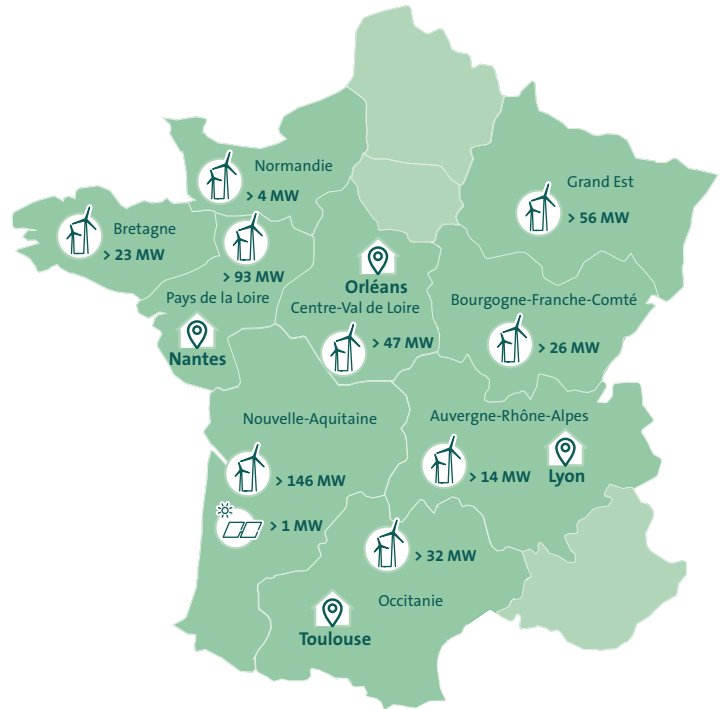 Normandie
> 4 MW
Grand Est
> 56 MW
Bretagne
> 23 MW
> 93 MW
Pays de la Loire
Nantes
Orléans
Centre-Val de Loire
> 47 MW
Bourgogne-Franche-Comté
> 26 MW
Nouvelle-Aquitaine
> 146 MW
> 1 MW
Auvergne-Rhône-Alpes
> 14 MW
Lyon
> 32 MW
Occitanie
Toulouse